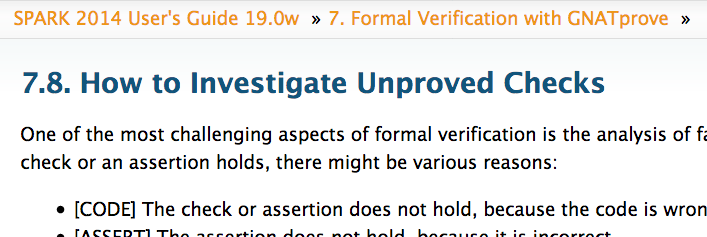 SPARK 2014 User's Guide 19.0w » 7. Formal Verification with GNATprove »
7.8. How to Investigate Unproved Checks
One of the most challenging aspects of formal verification is the analysis of
check or an assertion holds, there might be various reasons:
• [CODE] The check or assertion does not hold, because the code is
• [ASSERT] The assertion does not hold, because it is incorrect